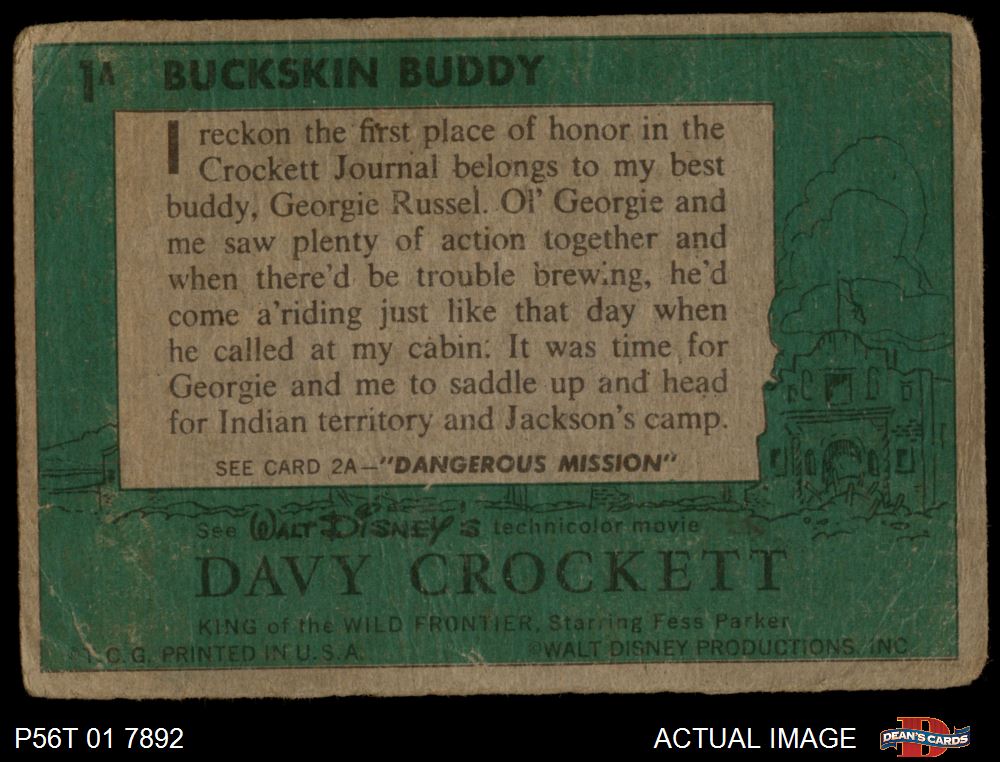 1A BUCKSKIN BUDDY
I reckon the first place of honor in the
Crockett Journal belongs to my best
buddy, Georgie Russel. Ol' Georgie and
me saw plenty of action together and
when there'd be trouble brewing, he'd
come a'riding just like that day when
he called at my cabin. It was time for
Georgie and me to saddle up and head
for Indian territory and Jackson's camp.
SEE CARD 2A—"DANGEROUS MISSION"
See WALT DISNEY'S technicolor movie
DAVY CROCKETT
KING of the WILD FRONTIER, Starring Fess Parker
©T.C.G. PRINTED IN U.S.A. ©WALT DISNEY PRODUCTIONS, INC
P56T 01 7892 ACTUAL IMAGE D DEAN'S CARDS